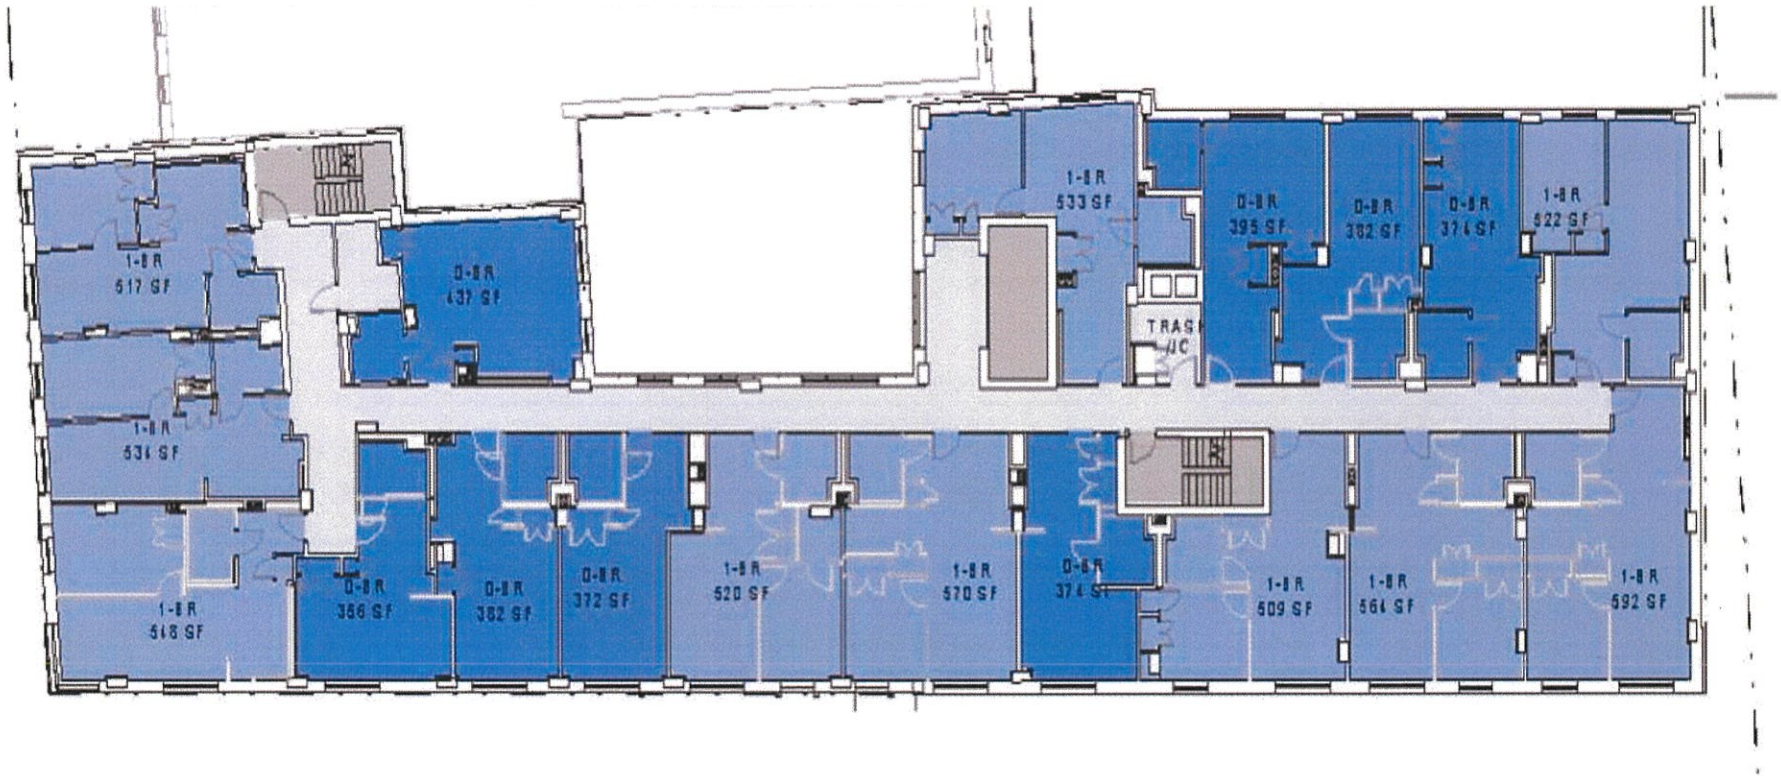 1-BR
533 SF
0-BR
395 SF
0-BR
382 SF
0-BR
374 SF
1-BR
522 SF
1-BR
517 SF
0-BR
437 SF
TRASH
1-BR
534 SF
1-BR
548 SF
0-BR
366 SF
0-BR
382 SF
0-BR
372 SF
1-BR
520 SF
1-BR
570 SF
0-BR
374 SF
1-BR
509 SF
1-BR
564 SF
1-BR
592 SF